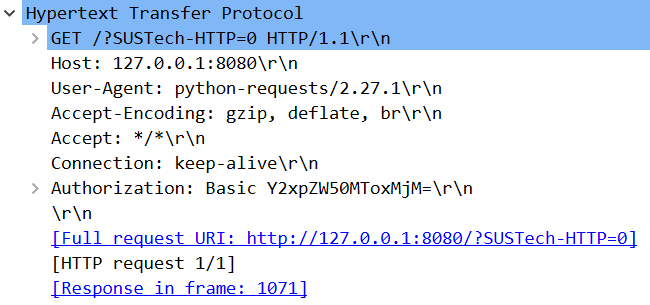 Hypertext Transfer Protocol
GET /?SUSTech-HTTP=0 HTTP/1.1\r\n
Host: 127.0.0.1:8080\r\n
User-Agent: python-requests/2.27.1\r\n
Accept-Encoding: gzip, deflate, br\r\n
Accept: */*\r\n
Connection: keep-alive\r\n
Authorization: Basic Y2xpZW50MToxMjM=\r\n
\r\n
[Full request URI: http://127.0.0.1:8080/?SUSTech-HTTP=0]
[HTTP request 1/1]
[Response in frame: 1071]